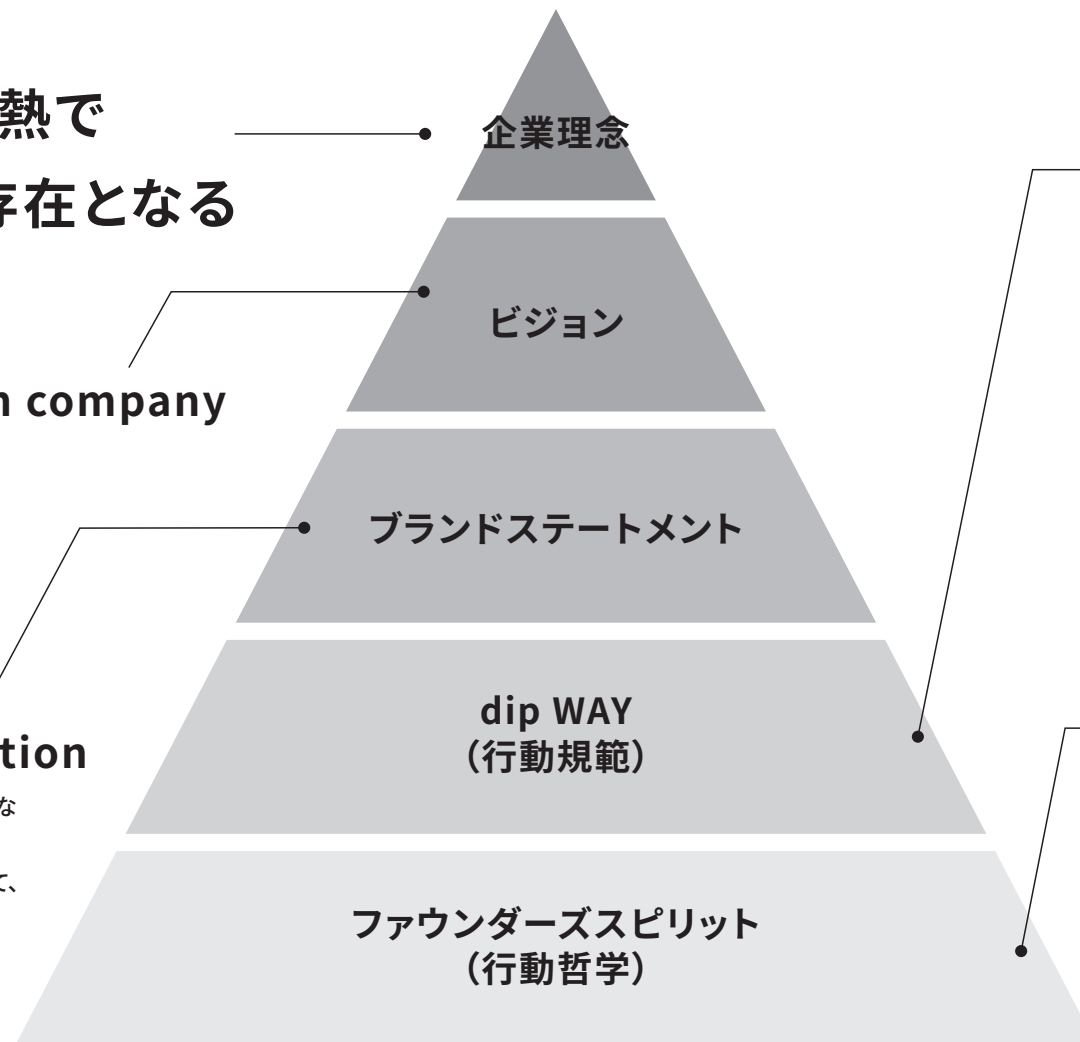 熱で
存在となる
company
tion
な
て、
企業理念
ビジョン
ブランドステートメント
dip WAY
（行動規範）
ファウンダーズスピリット
（行動哲学）